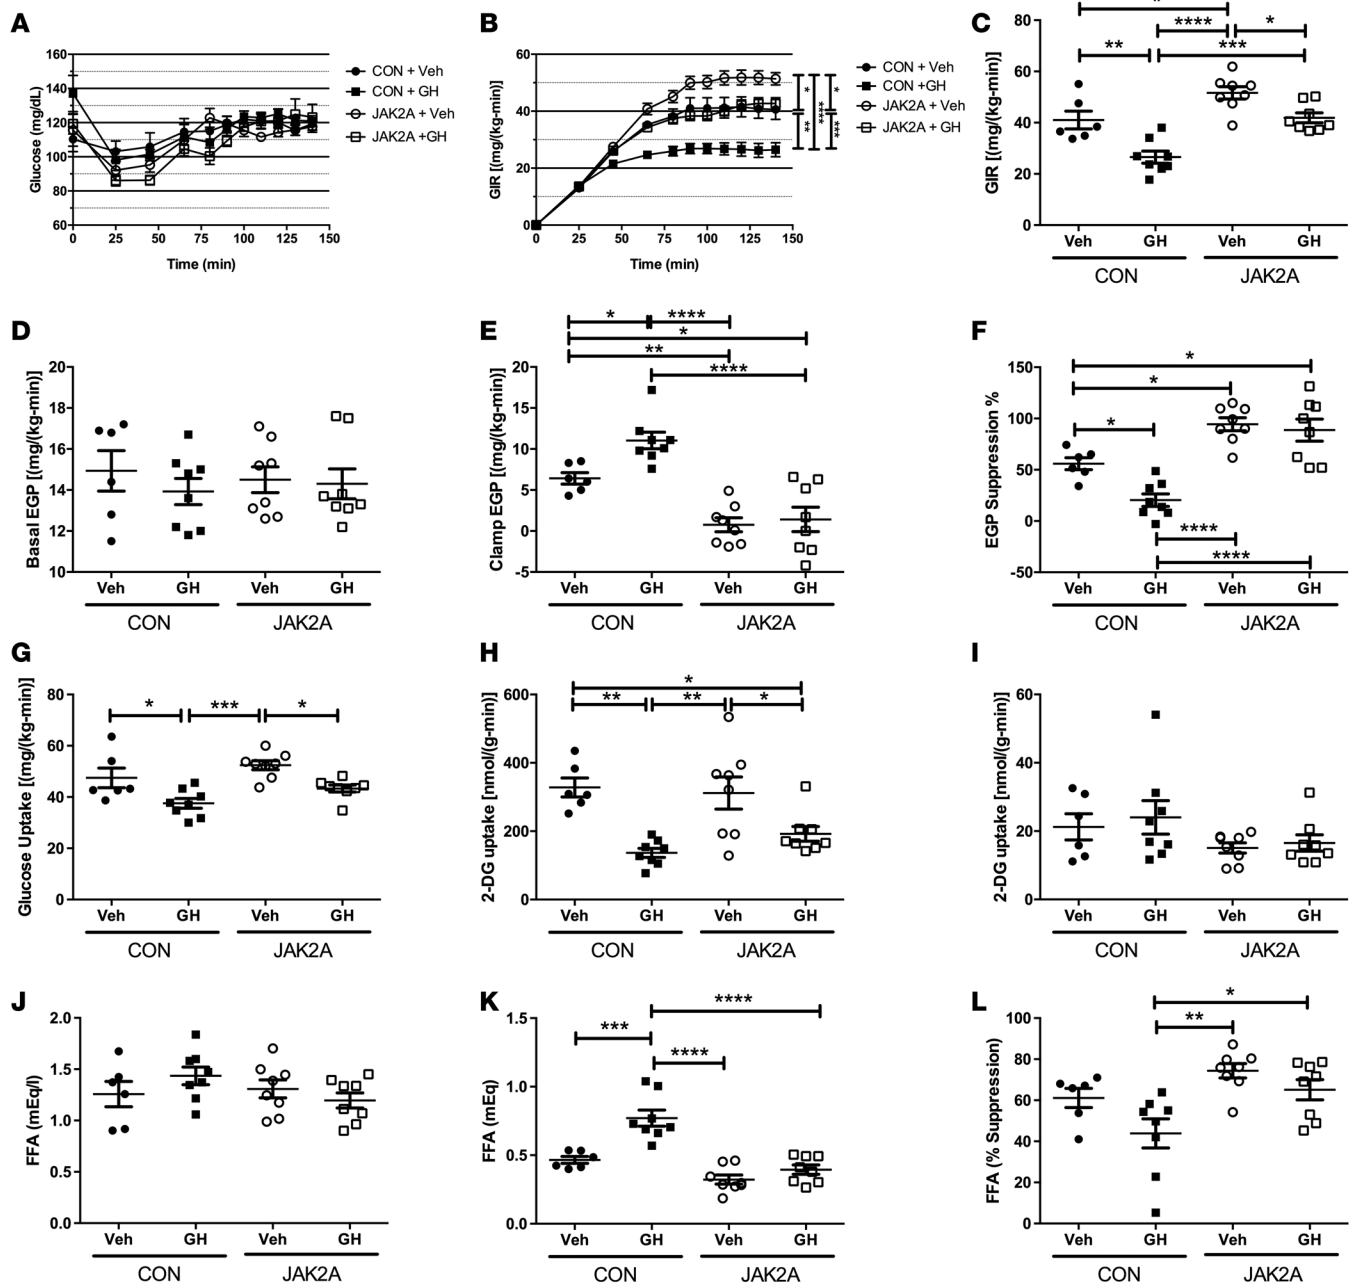 A
Glucose (mg/dL)
160
140
120
100
80
60
0 25 50 75 100 125 150
Time (min)
CON + Veh
CON + GH
JAK2A + Veh
JAK2A +GH
B
GIR [(mg/(kg-min)]
60
40
20
0
0 25 50 75 100 125 150
Time (min)
* *
****
** ***
CON + Veh
CON +GH
JAK2A + Veh
JAK2A + GH
C
GIR [(mg/(kg-min)]
**** *
** ***
80
60
40
20
0
Veh GH Veh GH
CON JAK2A
D
Basal EGP [(mg/(kg-min)]
20
18
16
14
12
10
Veh GH Veh GH
CON JAK2A
E
Clamp EGP [(mg/(kg-min)]
* ****
*
**
****
20
15
10
5
0
-5
Veh GH Veh GH
CON JAK2A
F
EGP Suppression %
*
*
*
****
****
150
100
50
0
-50
Veh GH Veh GH
CON JAK2A
G
Glucose Uptake [(mg/(kg-min)]
* *** *
80
60
40
20
0
Veh GH Veh GH
CON JAK2A
H
2-DG uptake [nmol/(g-min)]
*
** ** *
600
400
200
0
Veh GH Veh GH
CON JAK2A
I
2-DG uptake [nmol/(g-min)]
60
40
20
0
Veh GH Veh GH
CON JAK2A
J
FFA (mEq/l)
2.0
1.5
1.0
0.5
0.0
Veh GH Veh GH
CON JAK2A
K
FFA (mEq)
****
***
****
1.5
1.0
0.5
0.0
Veh GH Veh GH
CON JAK2A
L
FFA (% Suppression)
*
**
100
80
60
40
20
0
Veh GH Veh GH
CON JAK2A